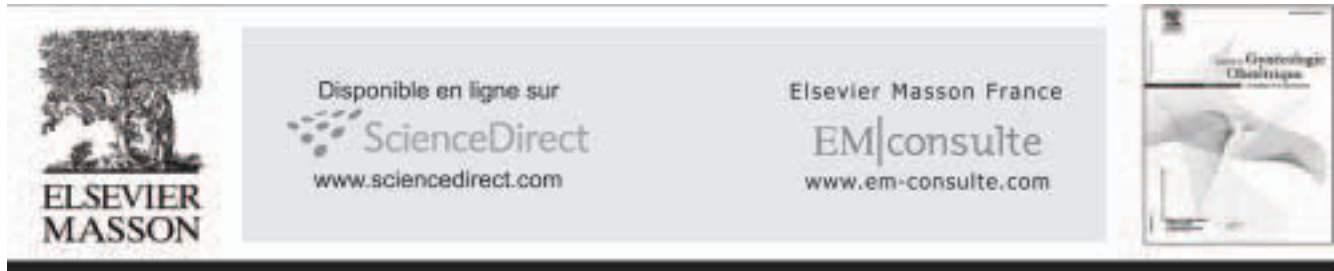 ELSEVIER
MASSON
Disponible en ligne sur
ScienceDirect
www.sciencedirect.com
Elsevier Masson France
EM|consulte
www.em-consulte.com
Gynécologie
Obstétrique